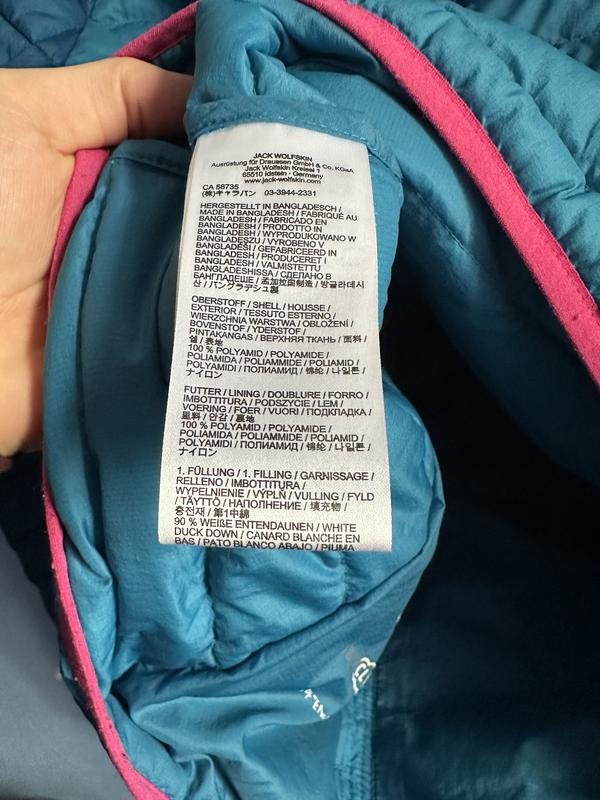 JACK WOLFSKIN
Ausrüstung für Draussen GmbH & Co. KGaA
Jack Wolfskin Kreisel 1
65510 Idstein - Germany
www.jack-wolfskin.com
CA 58735
(株)キャラバン 03-3944-2331
HERGESTELLT IN BANGLADESCH /
MADE IN BANGLADESH / FABRIQUÉ AU
BANGLADESH / FABRICADO EN
BANGLADESH / PRODOTTO IN
BANGLADESH / WYPRODUKOWANO W
BANGLADESZU / VYROBENO V
BANGLADÉŠI / GEFABRICEERD IN
BANGLADESH / PRODUCERET I
BANGLADESH / VALMISTETTU
BANGLADESHISSA / СДЕЛАНО В
БАНГЛАДЕШЕ / 孟加拉国制造 / 방글라데시
산 / バングラデシュ製
OBERSTOFF / SHELL / HOUSSE /
EXTERIOR / TESSUTO ESTERNO /
WIERZCHNIA WARSTWA / OBLOŽENÍ /
BOVENSTOF / YDERSTOF /
PINTAKANGAS / ВЕРХНЯЯ ТКАНЬ / 面料 /
쉘 / 表地
100 % POLYAMID / POLYAMIDE /
POLIAMIDA / POLIAMMIDE / POLIAMID /
POLYAMIDI / ПОЛИАМИД / 锦纶 / 나일론 /
ナイロン
FUTTER / LINING / DOUBLURE / FORRO /
IMBOTTITURA / PODSZYCIE / LEM /
VOERING / FOER / VUORI / ПОДКЛАДКА /
里料 / 안감 / 裏地
100 % POLYAMID / POLYAMIDE /
POLIAMIDA / POLIAMMIDE / POLIAMID /
POLYAMIDI / ПОЛИАМИД / 锦纶 / 나일론 /
ナイロン
1. FÜLLUNG / 1. FILLING / GARNISSAGE /
RELLENO / IMBOTTITURA /
WYPEŁNIENIE / VÝPLŇ / VULLING / FYLD
/ TÄYTTÖ / НАПОЛНЕНИЕ / 填充物 /
충전재 / 第1中綿
90 % WEIßE ENTENDAUNEN / WHITE
DUCK DOWN / CANARD BLANCHE EN
BAS / PATO BLANCO ABAJO / PIUMA